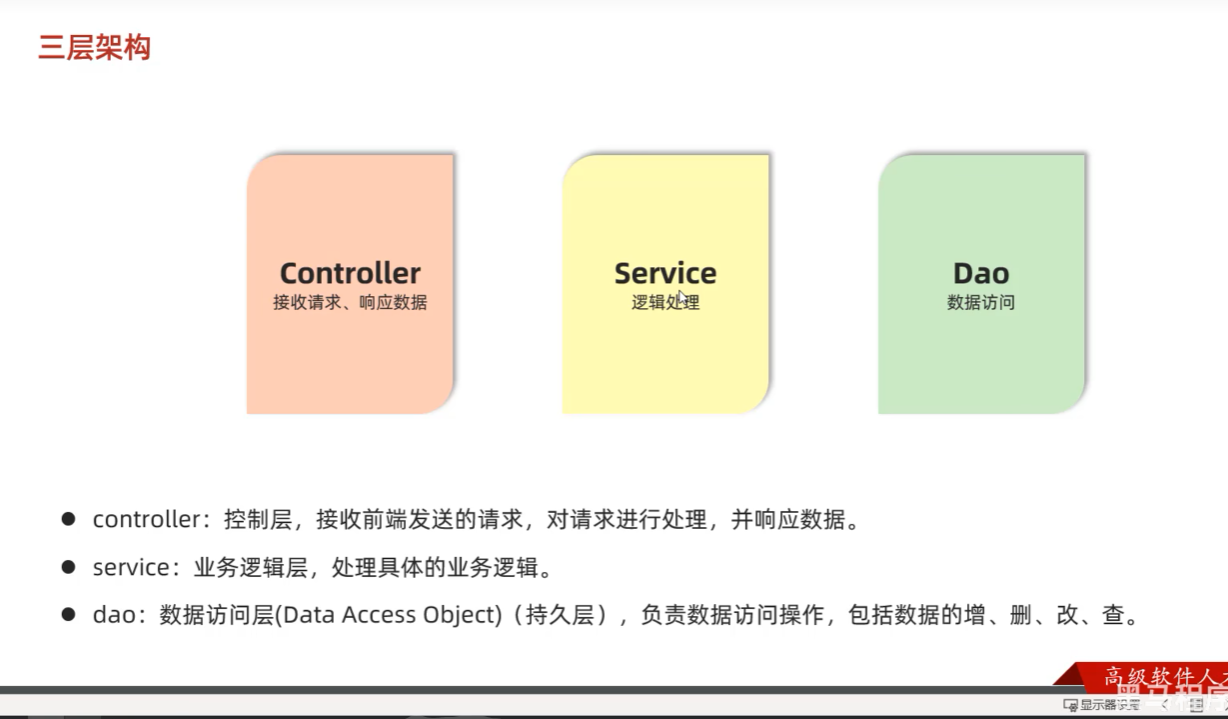 三层架构
Controller
接收请求、响应数据
Service
逻辑处理
Dao
数据访问
● controller：控制层，接收前端发送的请求，对请求进行处理，并响应数据。
● service：业务逻辑层，处理具体的业务逻辑。
● dao：数据访问层(Data Access Object)（持久层），负责数据访问操作，包括数据的增、删、改、查。
高级软件人
黑马程序
显示器设置